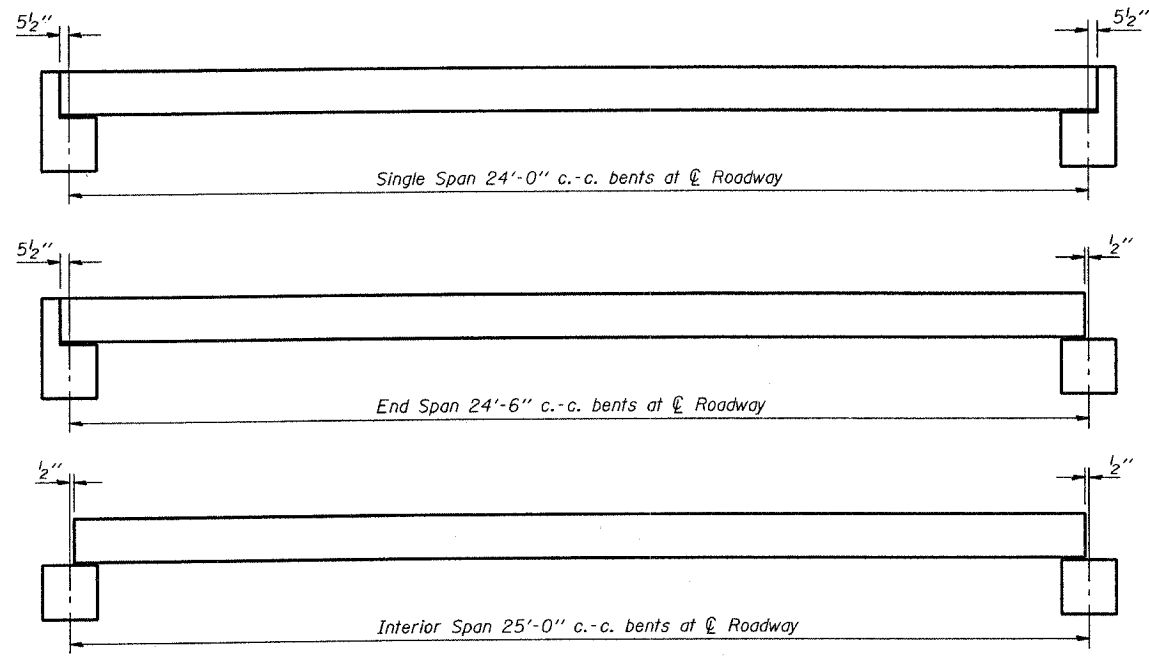 5½" 5½"
Single Span 24'-0" c.-c. bents at ℄ Roadway
5½" ½"
End Span 24'-6" c.-c. bents at ℄ Roadway
½" ½"
Interior Span 25'-0" c.-c. bents at ℄ Roadway